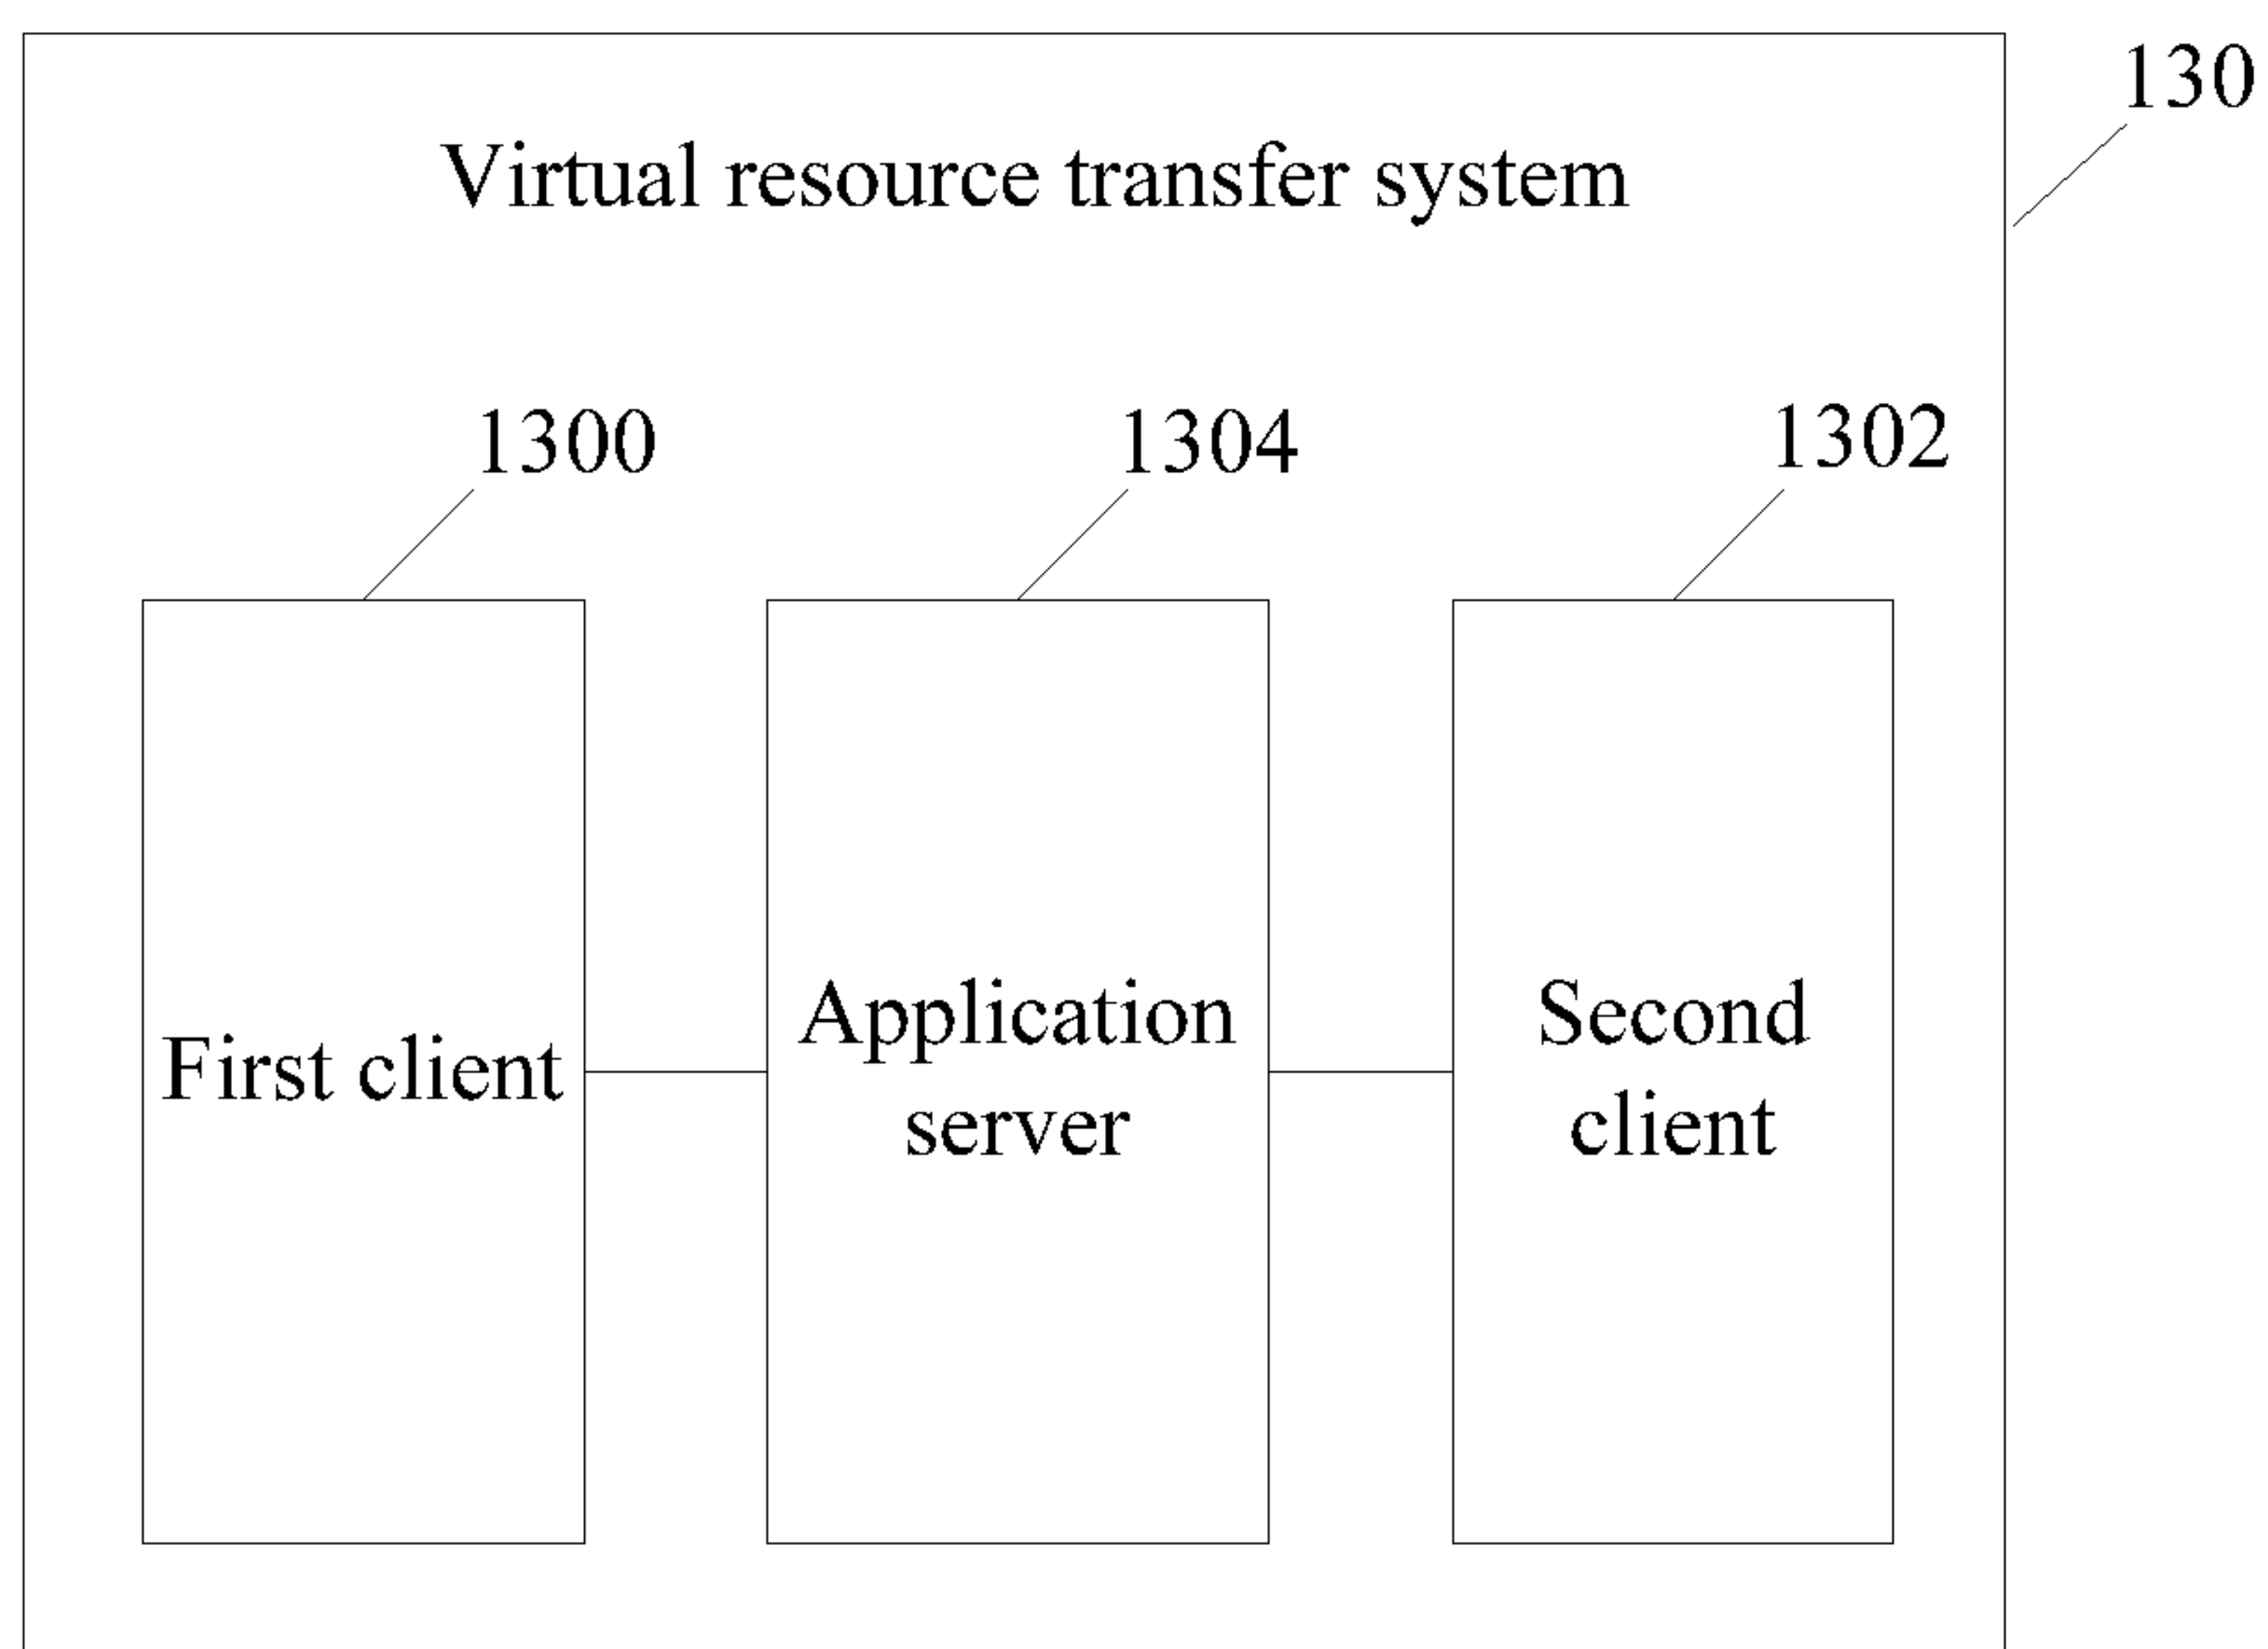 130
Virtual resource transfer system
1300
1304
1302
First client
Application
server
Second
client